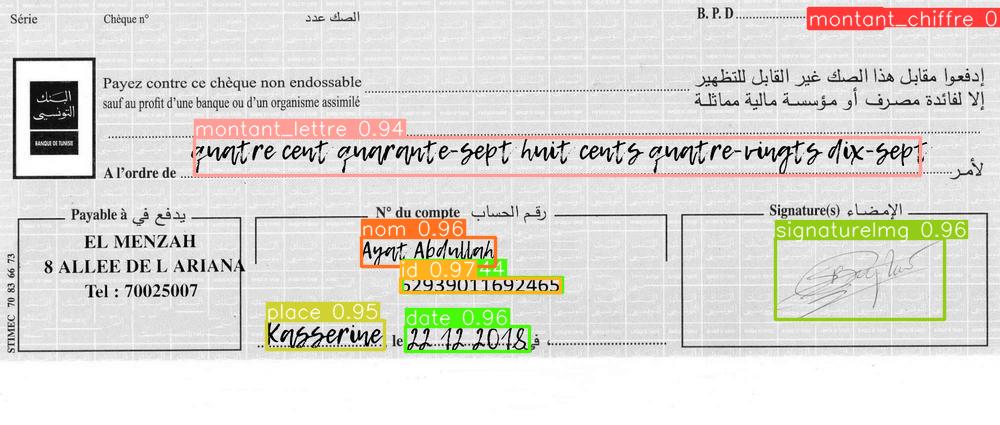 Série Chèque n° الصك عدد B. P. D
montant_chiffre 0
البنك التونسي
BANQUE DE TUNISIE
Payez contre ce chèque non endossable إدفعوا مقابل هذا الصك غير القابل للتظهير
sauf au profit d'une banque ou d'un organisme assimilé إلا لفائدة مصرف أو مؤسسة مالية مماثلة
montant_lettre 0.94
quatre cent quarante-sept huit cents quatre-vingts dix-sept
A l'ordre de لأمر
Payable à يدفع في N° du compte رقم الحساب Signature(s) الإمضاء
EL MENZAH
8 ALLEE DE L ARIANA
Tel : 70025007
nom 0.96
Ayat Abdullah
id 0.97 44
52939011692465
place 0.95
Kasserine
le
date 0.96
22 12 2018
في
signatureImg 0.96
STIMEC 70 83 66 73